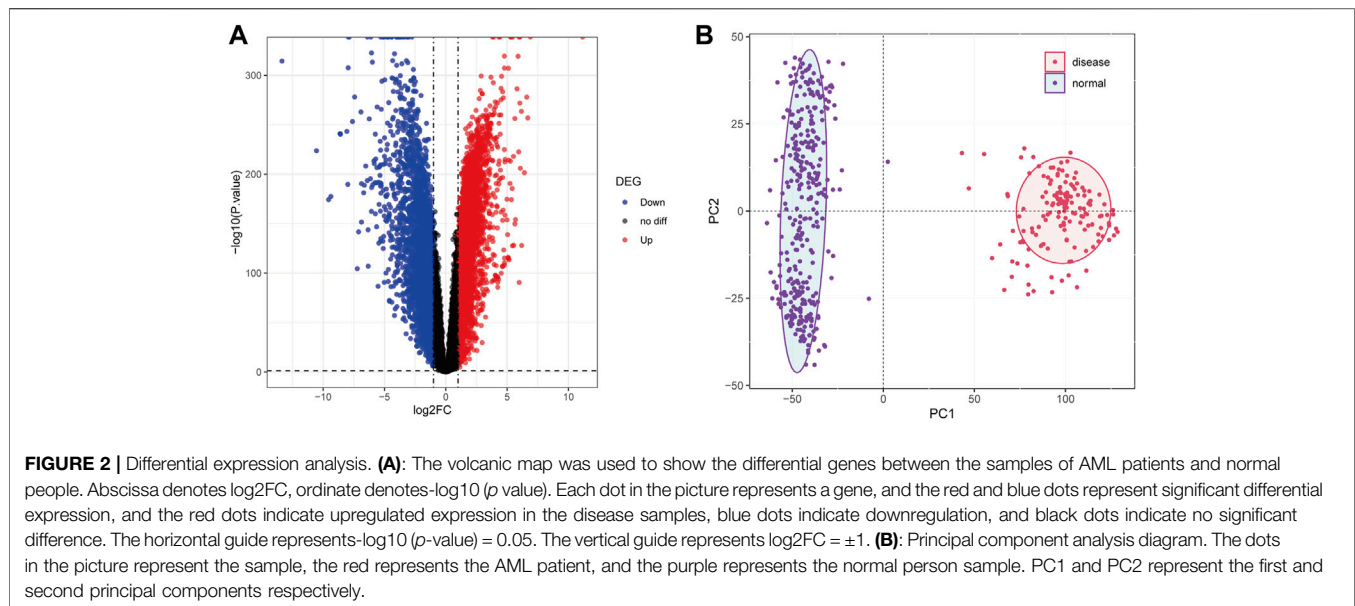 A
300
200
100
0
−log10(P.value)
−10
−5
0
5
10
log2FC
DEG
Down
no diff
Up
B
50
25
0
−25
−50
PC2
−50
0
50
100
PC1
disease
normal
FIGURE 2 | Differential expression analysis. (A): The volcanic map was used to show the differential genes between the samples of AML patients and normal
people. Abscissa denotes log2FC, ordinate denotes-log10 (p value). Each dot in the picture represents a gene, and the red and blue dots represent significant differential
expression, and the red dots indicate upregulated expression in the disease samples, blue dots indicate downregulation, and black dots indicate no significant
difference. The horizontal guide represents-log10 (p-value) = 0.05. The vertical guide represents log2FC = ±1. (B): Principal component analysis diagram. The dots
in the picture represent the sample, the red represents the AML patient, and the purple represents the normal person sample. PC1 and PC2 represent the first and
second principal components respectively.